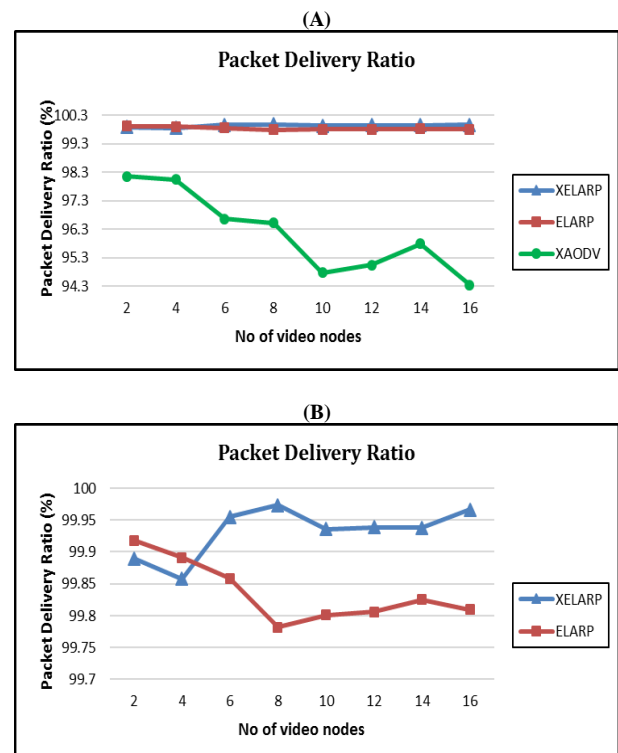 (A)
Packet Delivery Ratio
Packet Delivery Ratio (%)
100.3
99.3
98.3
97.3
96.3
95.3
94.3
2 4 6 8 10 12 14 16
No of video nodes
XELARP
ELARP
XAODV
(B)
Packet Delivery Ratio
Packet Delivery Ratio (%)
100
99.95
99.9
99.85
99.8
99.75
99.7
2 4 6 8 10 12 14 16
No of video nodes
XELARP
ELARP